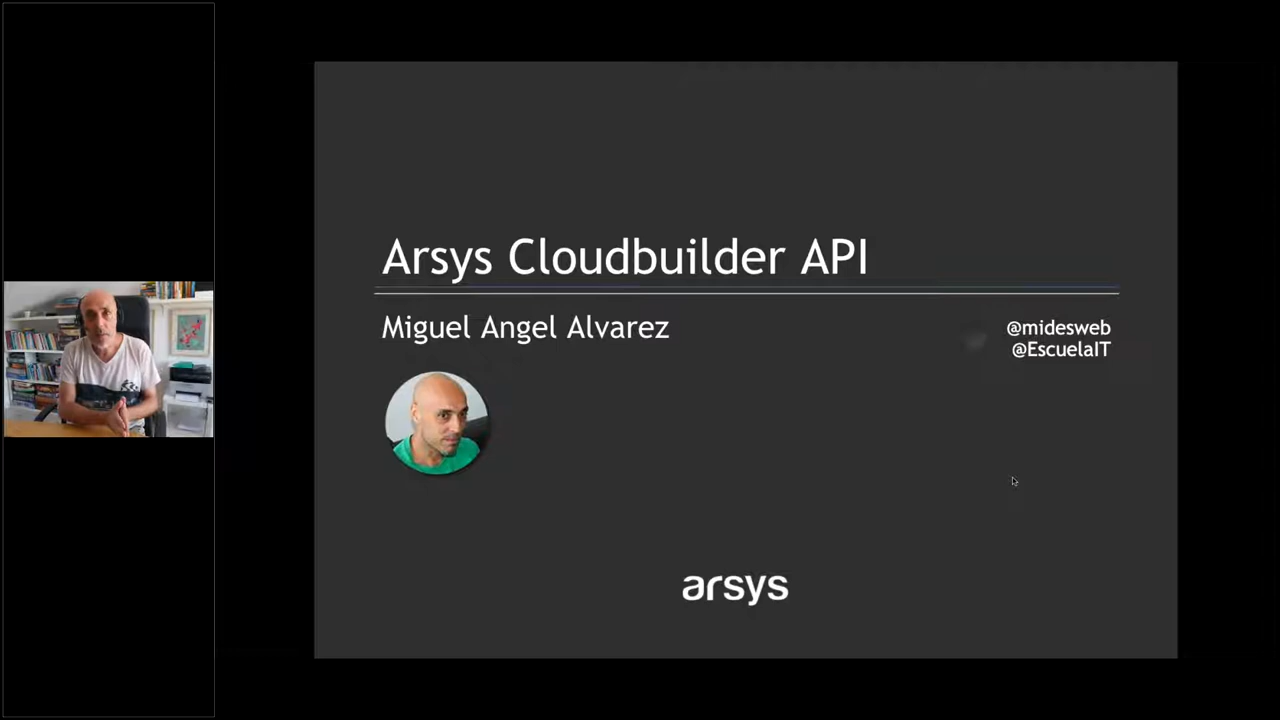 Arsys Cloudbuilder API
Miguel Angel Alvarez
@midesweb
@EscuelaIT
arsys